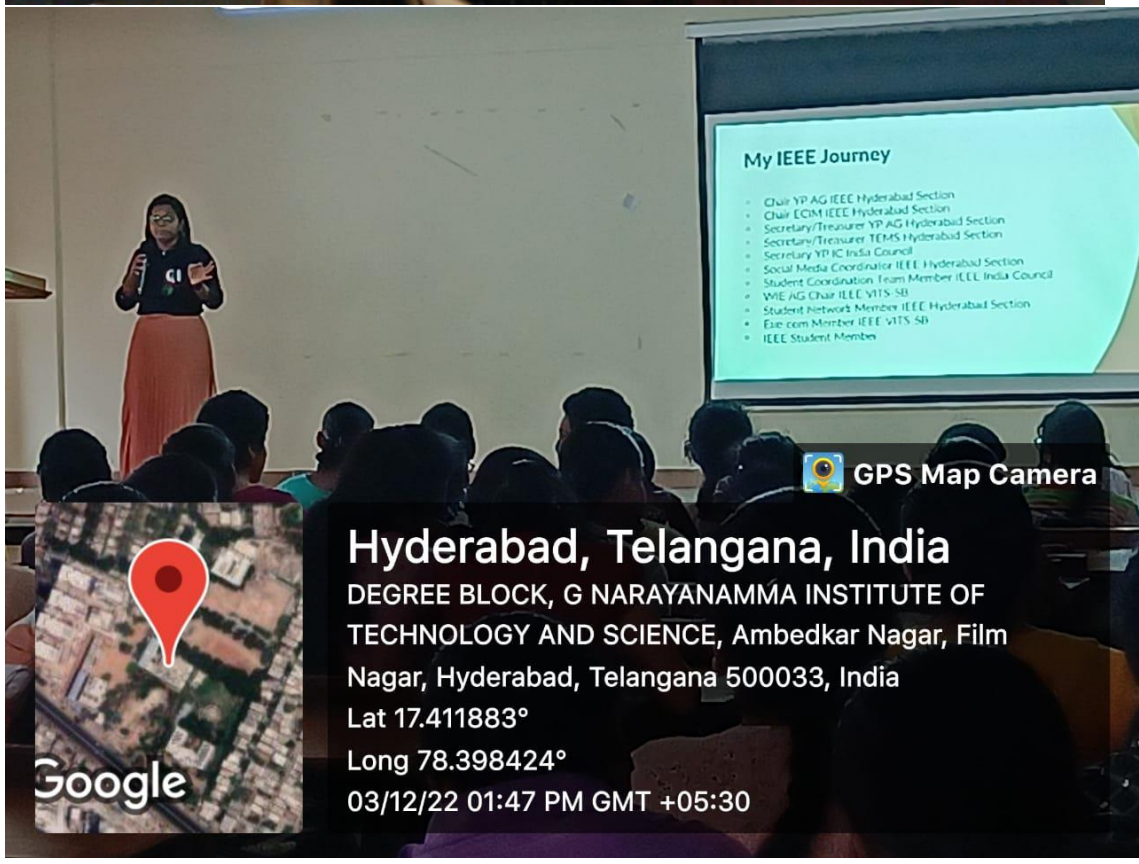 My IEEE Journey
Chair YP AG IEEE Hyderabad Section
Chair ECIM IEEE Hyderabad Section
Secretary/Treasurer YP AG Hyderabad Section
Secretary/Treasurer TEMS Hyderabad Section
Secretary YP IC India Council
Social Media Coordinator IEEE Hyderabad Section
Student Coordination Team Member IEEE India Council
WIE AG Chair IEEE VITS-SB
Student Network Member IEEE Hyderabad Section
Exe com Member IEEE VITS-SB
IEEE Student Member
GPS Map Camera
Hyderabad, Telangana, India
DEGREE BLOCK, G NARAYANAMMA INSTITUTE OF
TECHNOLOGY AND SCIENCE, Ambedkar Nagar, Film
Nagar, Hyderabad, Telangana 500033, India
Lat 17.411883°
Long 78.398424°
03/12/22 01:47 PM GMT +05:30
Google